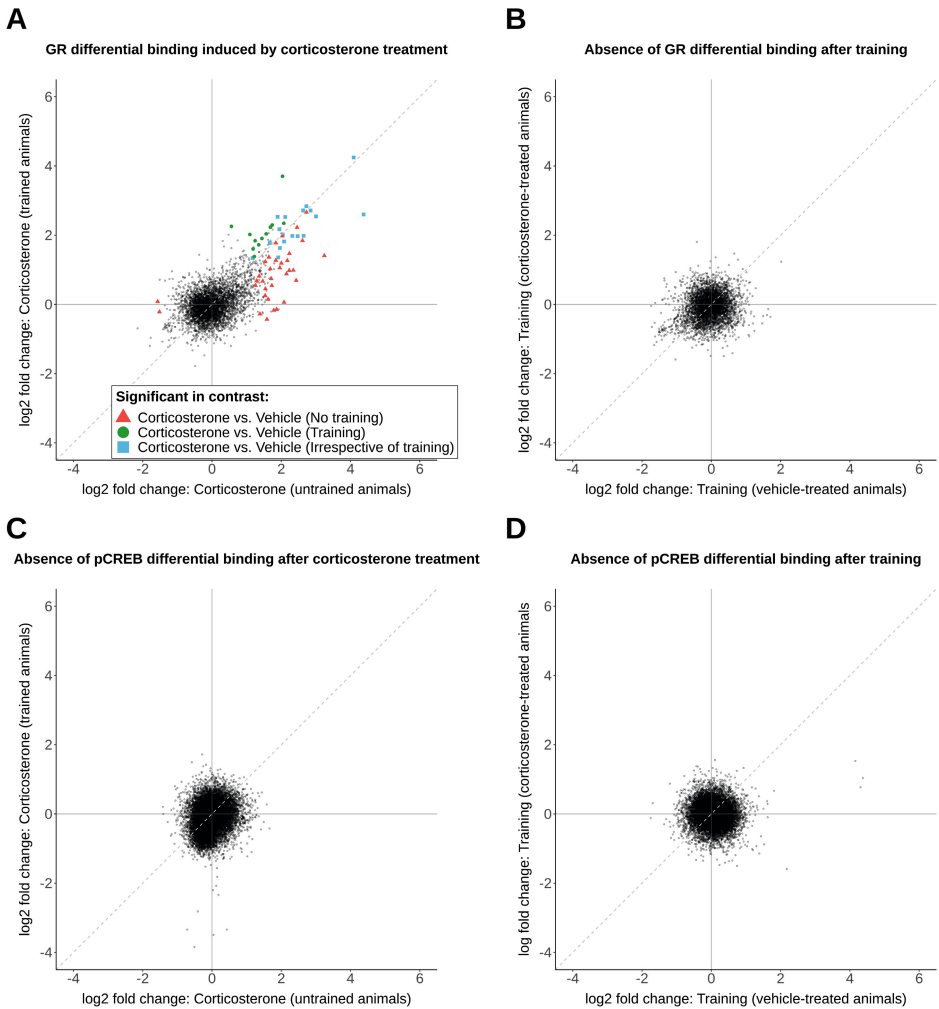 A
GR differential binding induced by corticosterone treatment
log2 fold change: Corticosterone (trained animals)
6
4
2
0
-2
-4
Significant in contrast:
Corticosterone vs. Vehicle (No training)
Corticosterone vs. Vehicle (Training)
Corticosterone vs. Vehicle (Irrespective of training)
-4 -2 0 2 4 6
log2 fold change: Corticosterone (untrained animals)
B
Absence of GR differential binding after training
log2 fold change: Training (corticosterone-treated animals)
6
4
2
0
-2
-4
-4 -2 0 2 4 6
log2 fold change: Training (vehicle-treated animals)
C
Absence of pCREB differential binding after corticosterone treatment
log2 fold change: Corticosterone (trained animals)
6
4
2
0
-2
-4
-4 -2 0 2 4 6
log2 fold change: Corticosterone (untrained animals)
D
Absence of pCREB differential binding after training
log fold change: Training (corticosterone-treated animals
6
4
2
0
-2
-4
-4 -2 0 2 4 6
log2 fold change: Training (vehicle-treated animals)